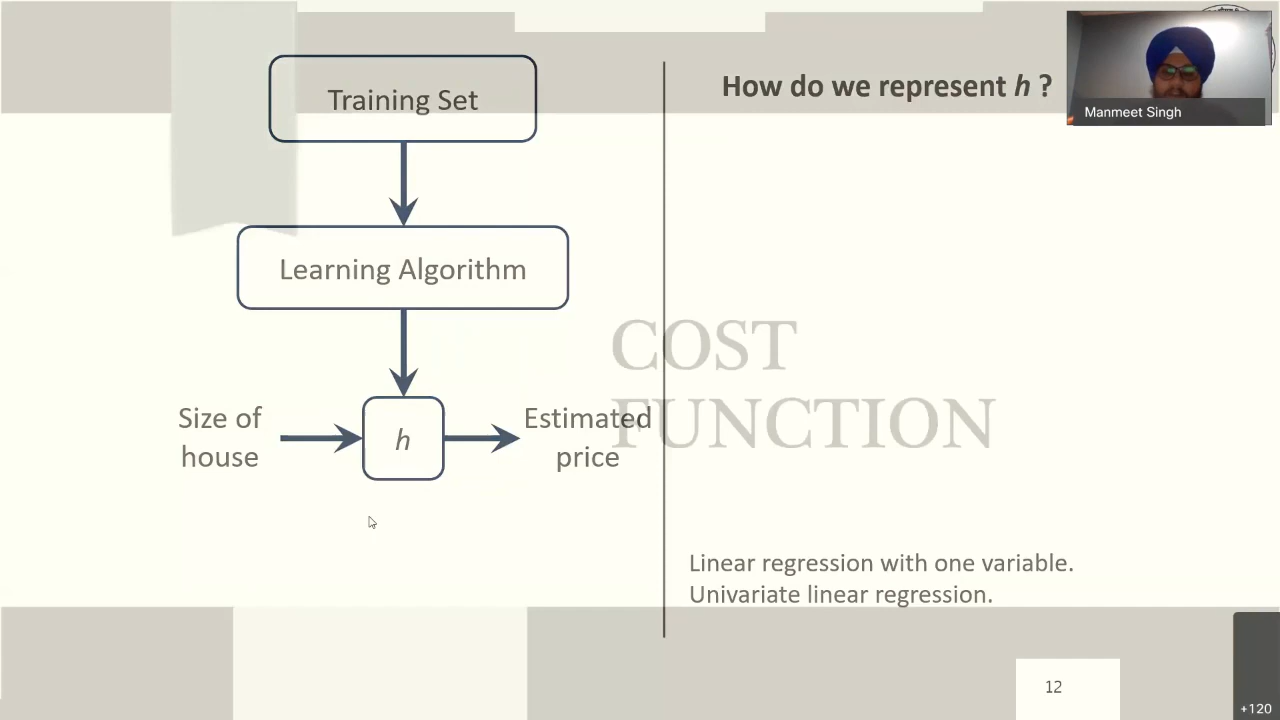 Training Set
Learning Algorithm
Size of
house
h
Estimated
price
How do we represent h ?
COST
FUNCTION
Linear regression with one variable.
Univariate linear regression.
Manmeet Singh
12
+120